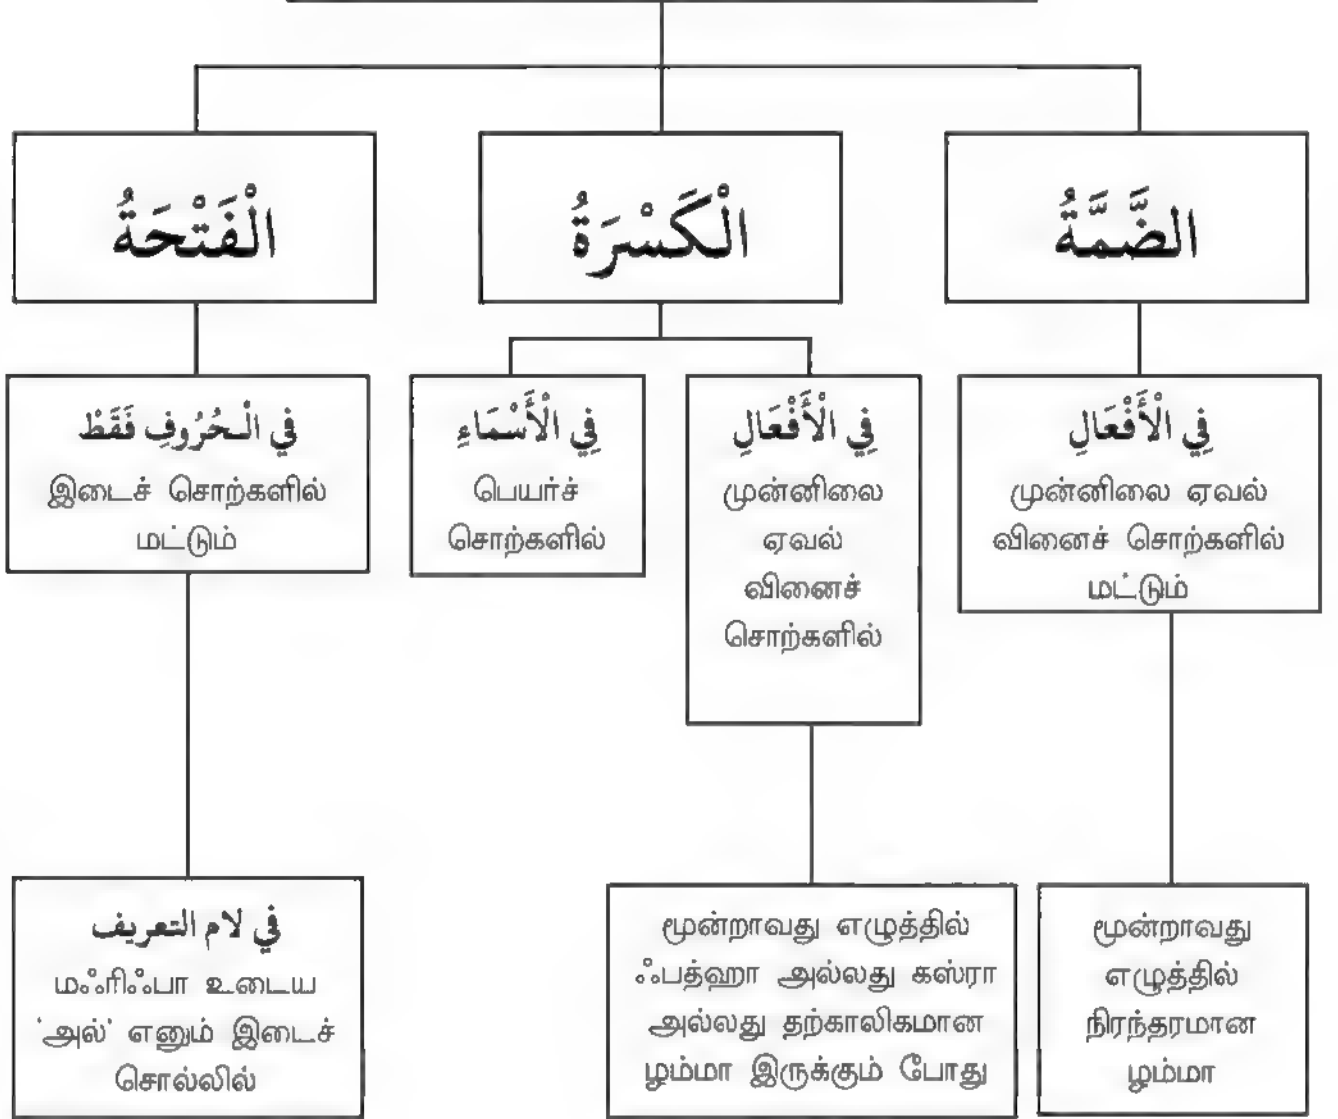 الْفَتْحَةُ
الْكَسْرَةُ
الضَّمَّةُ
فِي الْحُرُوفِ فَقَطْ
இடைச் சொற்களில்
மட்டும்
فِي الْأَسْمَاءِ
பெயர்ச்
சொற்களில்
فِي الْأَفْعَالِ
முன்னிலை
ஏவல்
வினைச்
சொற்களில்
فِي الْأَفْعَالِ
முன்னிலை ஏவல்
வினைச் சொற்களில்
மட்டும்
في لام التعريف
மஃரிஃபா உடைய
'அல்' எனும் இடைச்
சொல்லில்
மூன்றாவது எழுத்தில்
ஃபத்ஹா அல்லது கஸ்ரா
அல்லது தற்காலிகமான
ழம்மா இருக்கும் போது
மூன்றாவது
எழுத்தில்
நிரந்தரமான
ழம்மா